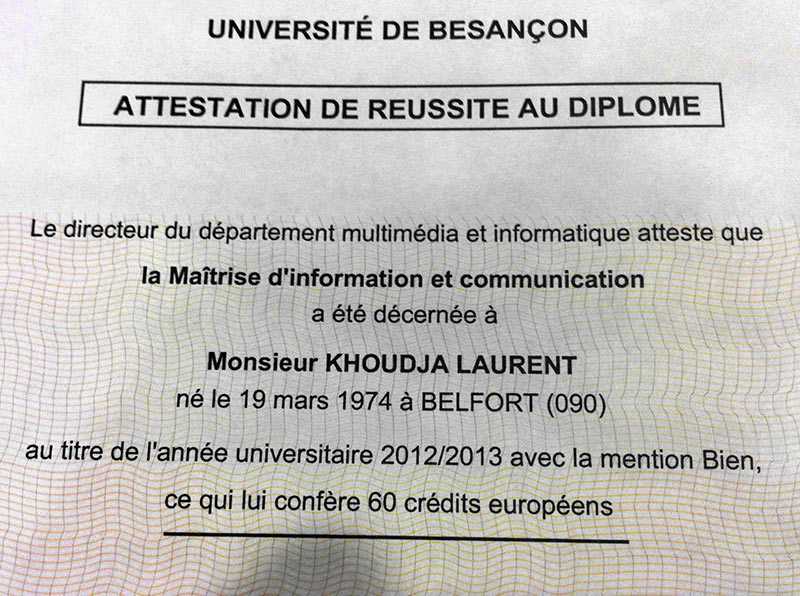 UNIVERSITÉ DE BESANÇON
ATTESTATION DE REUSSITE AU DIPLOME
Le directeur du département multimédia et informatique atteste que
la Maîtrise d'information et communication
a été décernée à
Monsieur KHOUDJA LAURENT
né le 19 mars 1974 à BELFORT (090)
au titre de l'année universitaire 2012/2013 avec la mention Bien,
ce qui lui confère 60 crédits européens